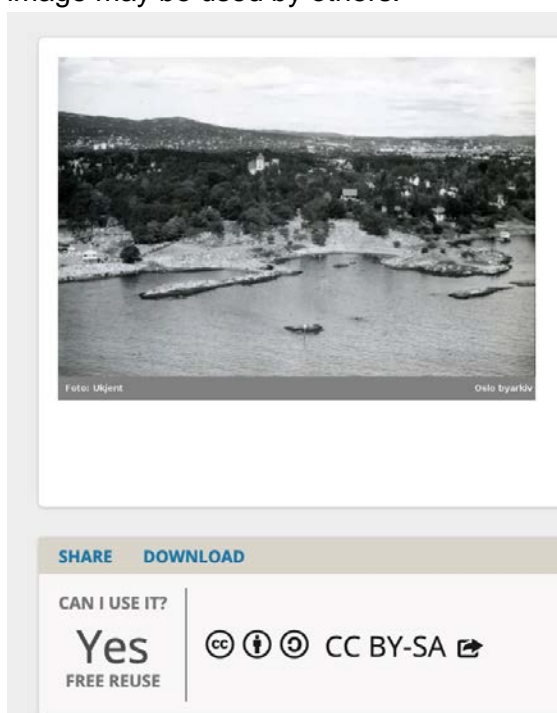 image may be used by others.
Foto: Ukjent
Oslo byarkiv
SHARE DOWNLOAD
CAN I USE IT?
Yes
FREE REUSE
CC BY-SA